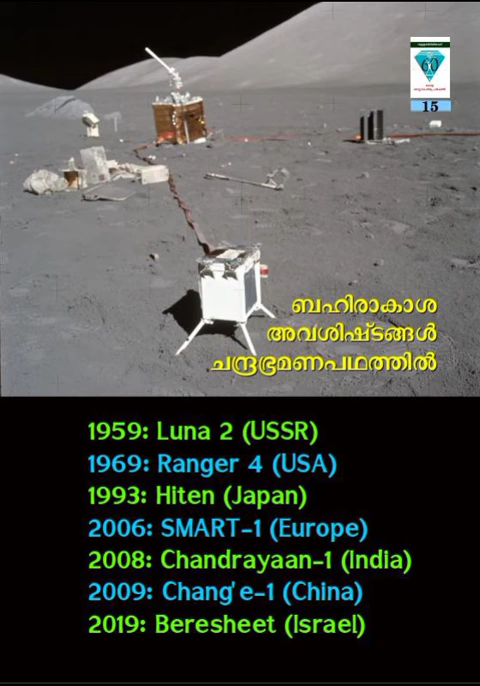 60
15
ബഹിരാകാശ
അവശിഷ്ടങ്ങൾ
ചന്ദ്രഭ്രമണപഥത്തിൽ
1959: Luna 2 (USSR)
1969: Ranger 4 (USA)
1993: Hiten (Japan)
2006: SMART-1 (Europe)
2008: Chandrayaan-1 (India)
2009: Chang'e-1 (China)
2019: Beresheet (Israel)